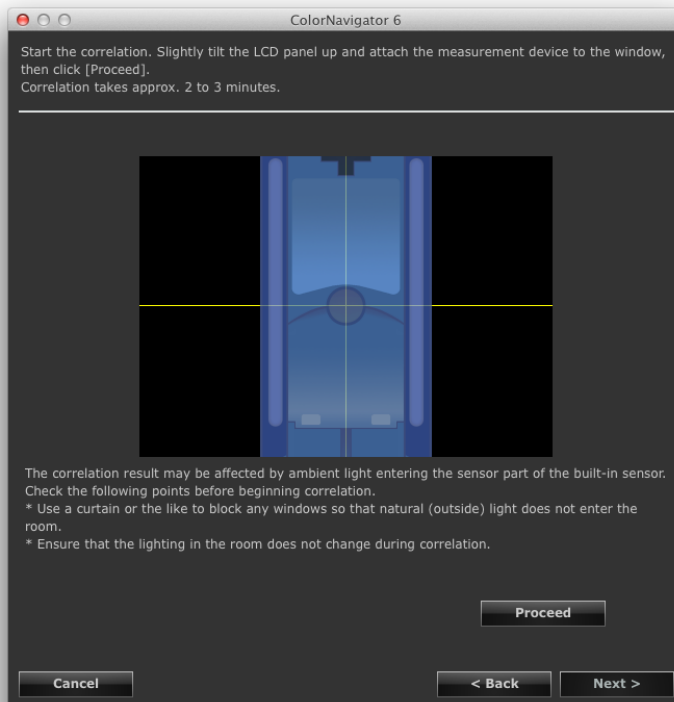 ColorNavigator 6
Start the correlation. Slightly tilt the LCD panel up and attach the measurement device to the window,
then click [Proceed].
Correlation takes approx. 2 to 3 minutes.
The correlation result may be affected by ambient light entering the sensor part of the built-in sensor.
Check the following points before beginning correlation.
* Use a curtain or the like to block any windows so that natural (outside) light does not enter the
room.
* Ensure that the lighting in the room does not change during correlation.
Proceed
Cancel
< Back
Next >